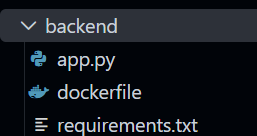 backend
app.py
dockerfile
requirements.txt